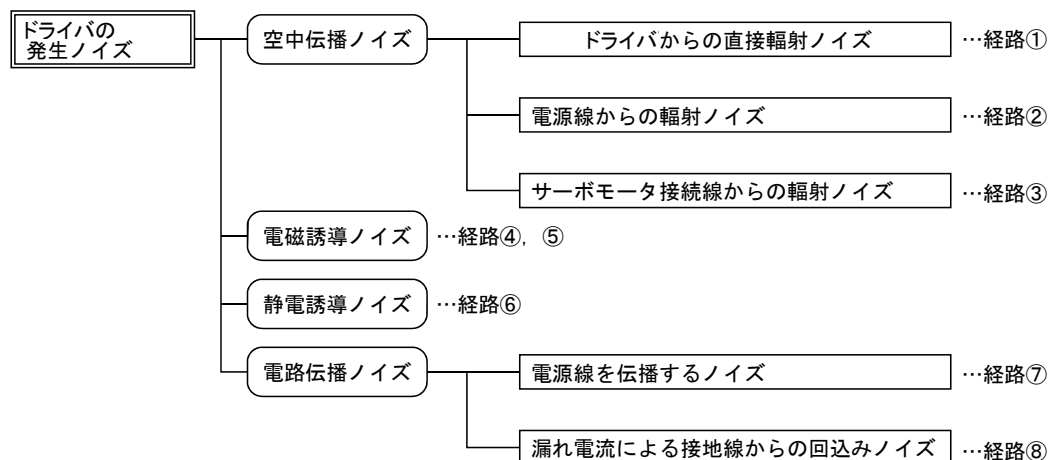 ドライバの
発生ノイズ
空中伝播ノイズ
ドライバからの直接輻射ノイズ …経路①
電源線からの輻射ノイズ …経路②
サーボモータ接続線からの輻射ノイズ …経路③
電磁誘導ノイズ …経路④，⑤
静電誘導ノイズ …経路⑥
電路伝播ノイズ
電源線を伝播するノイズ …経路⑦
漏れ電流による接地線からの回込みノイズ …経路⑧